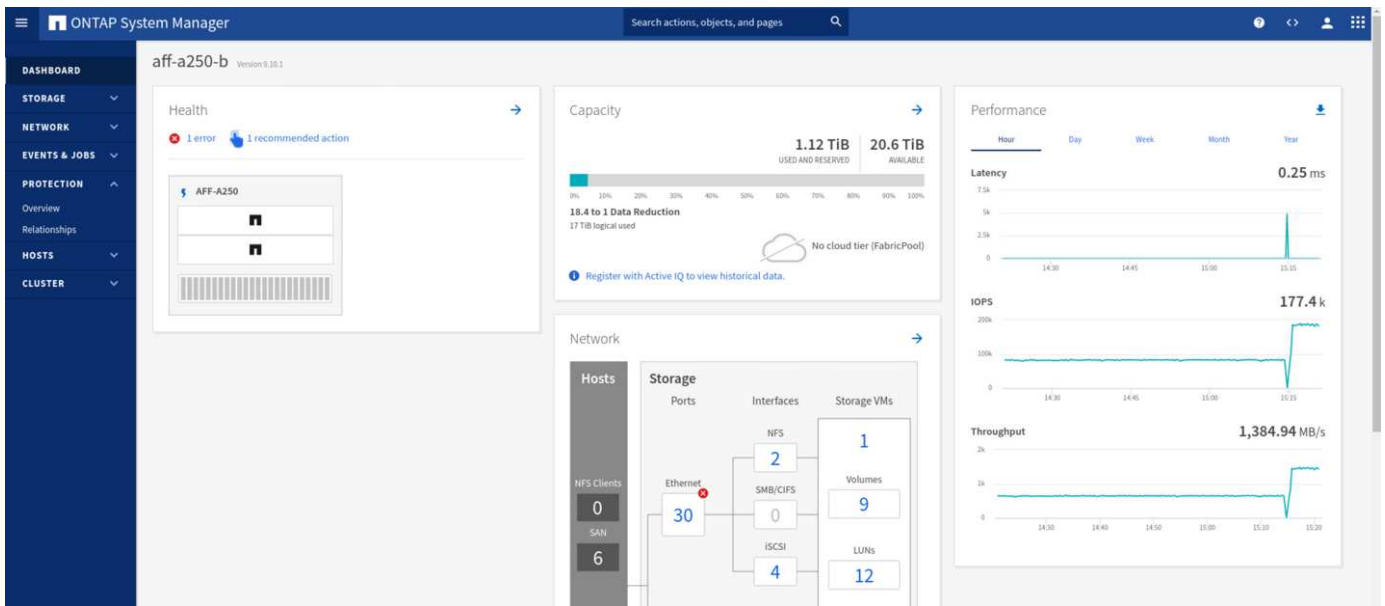 ONTAP System Manager
Search actions, objects, and pages
DASHBOARD
STORAGE
NETWORK
EVENTS & JOBS
PROTECTION
Overview
Relationships
HOSTS
CLUSTER
aff-a250-b Version 9.10.1
Health
1 error 1 recommended action
AFF-A250
Capacity
1.12 TiB 20.6 TiB
USED AND RESERVED AVAILABLE
0% 10% 20% 30% 40% 50% 60% 70% 80% 90% 100%
18.4 to 1 Data Reduction
17 TiB logical used
No cloud tier (FabricPool)
Register with Active IQ to view historical data.
Network
Hosts
Storage
Ports Interfaces Storage VMs
NFS Clients
0
SAN
6
Ethernet
30
NFS
2
SMB/CIFS
0
iSCSI
4
1
Volumes
9
LUNs
12
Performance
Hour Day Week Month Year
Latency 0.25 ms
7.5k
5k
2.5k
0
14:30 14:45 15:00 15:15
IOPS 177.4 k
200k
100k
0
14:30 14:45 15:00 15:15
Throughput 1,384.94 MB/s
2k
1k
0
14:30 14:40 14:50 15:00 15:10 15:20